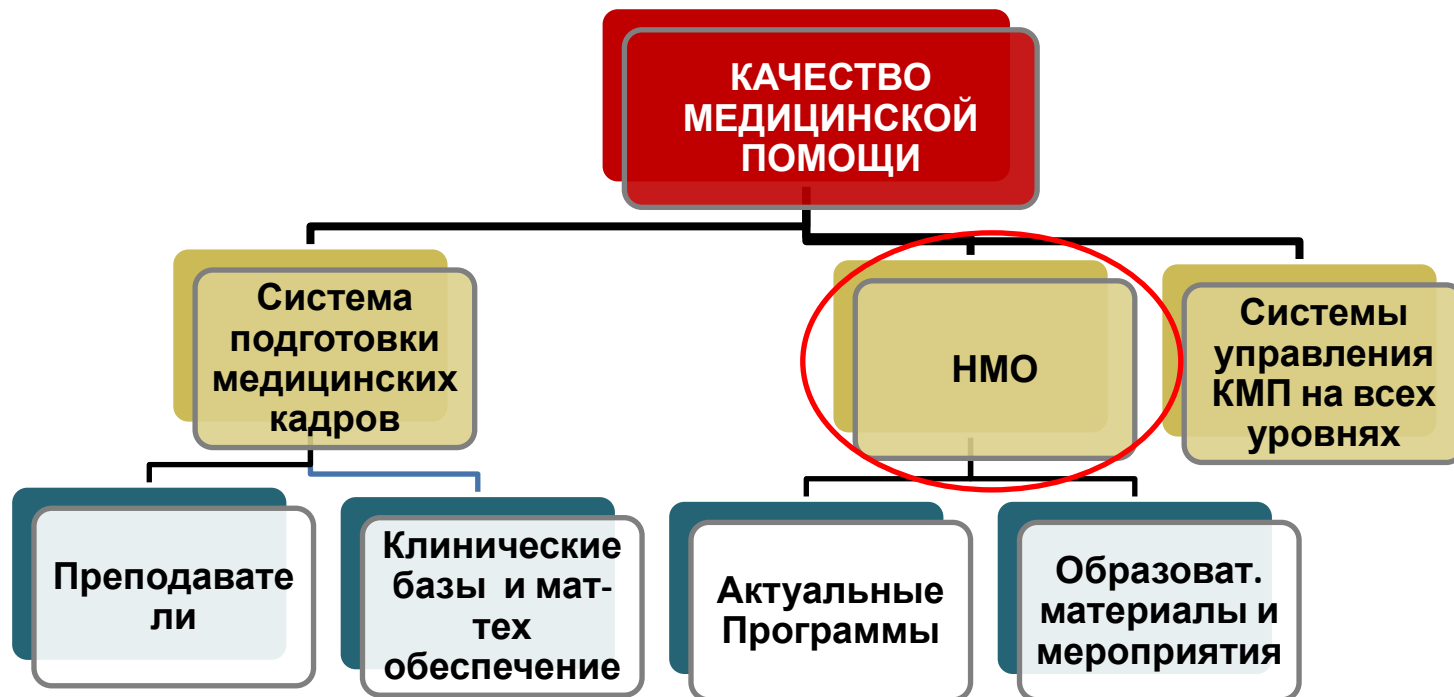 КАЧЕСТВО
МЕДИЦИНСКОЙ
ПОМОЩИ
Система
подготовки
медицинских
кадров
НМО
Системы
управления
КМП на всех
уровнях
Преподавате
ли
Клинические
базы и мат-
тех
обеспечение
Актуальные
Программы
Образоват.
материалы и
мероприятия